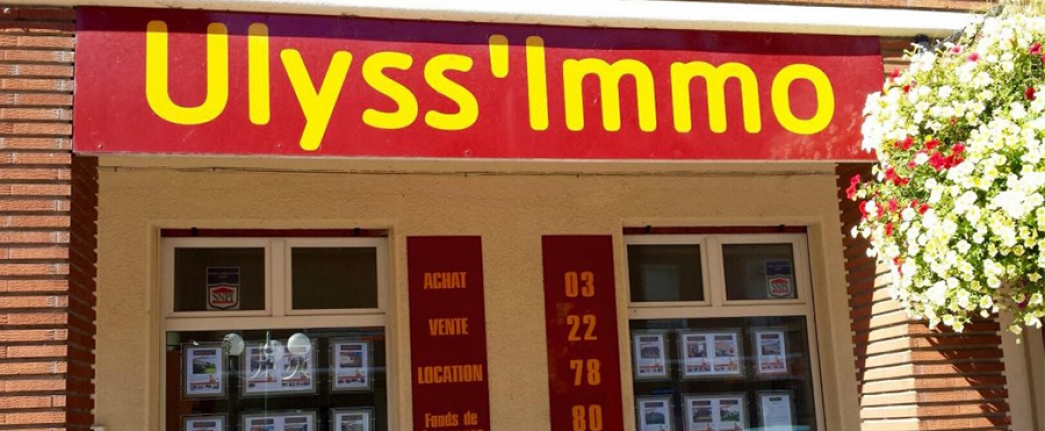 Ulyss'Immo
ACHAT
VENTE
LOCATION
Fonds de
03
22
78
80